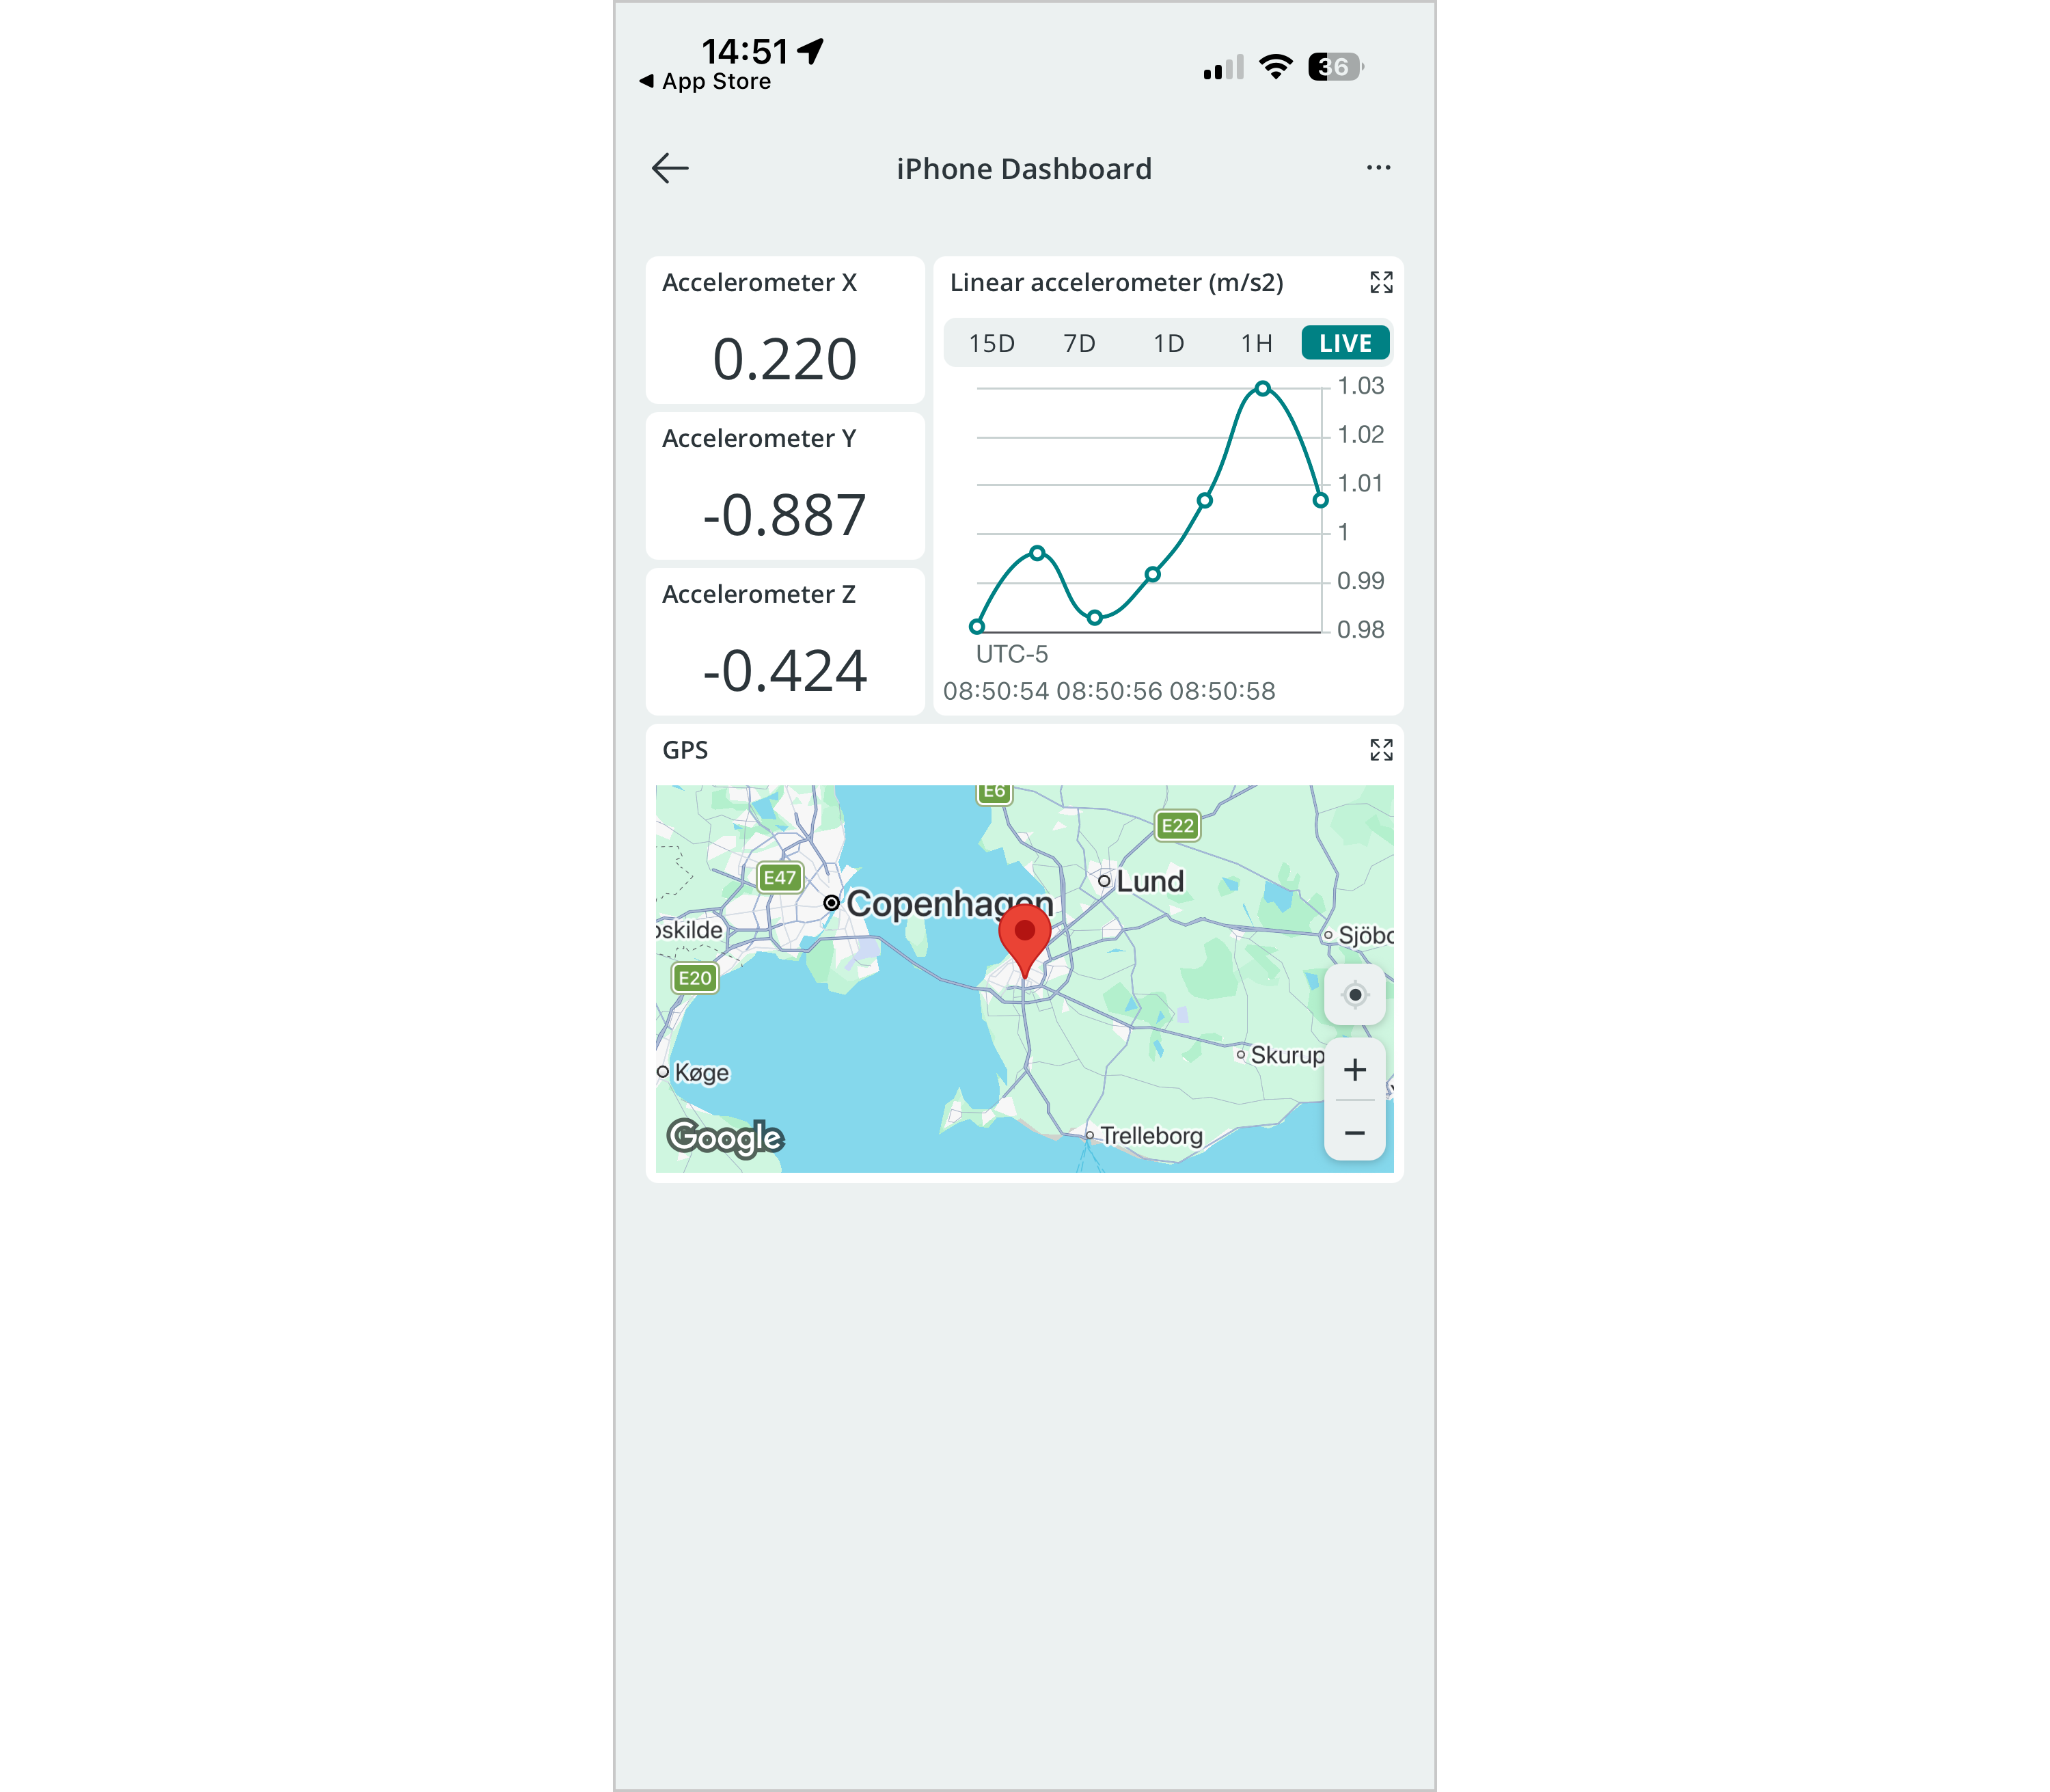 14:51
App Store
36
iPhone Dashboard
...
Accelerometer X
0.220
Accelerometer Y
-0.887
Accelerometer Z
-0.424
Linear accelerometer (m/s2)
15D 7D 1D 1H LIVE
1.03
1.02
1.01
1
0.99
0.98
UTC-5
08:50:54 08:50:56 08:50:58
GPS
E6
E22
E47
Lund
Copenhagen
oskilde
Sjöbo
E20
Skurup
Køge
Trelleborg
Google